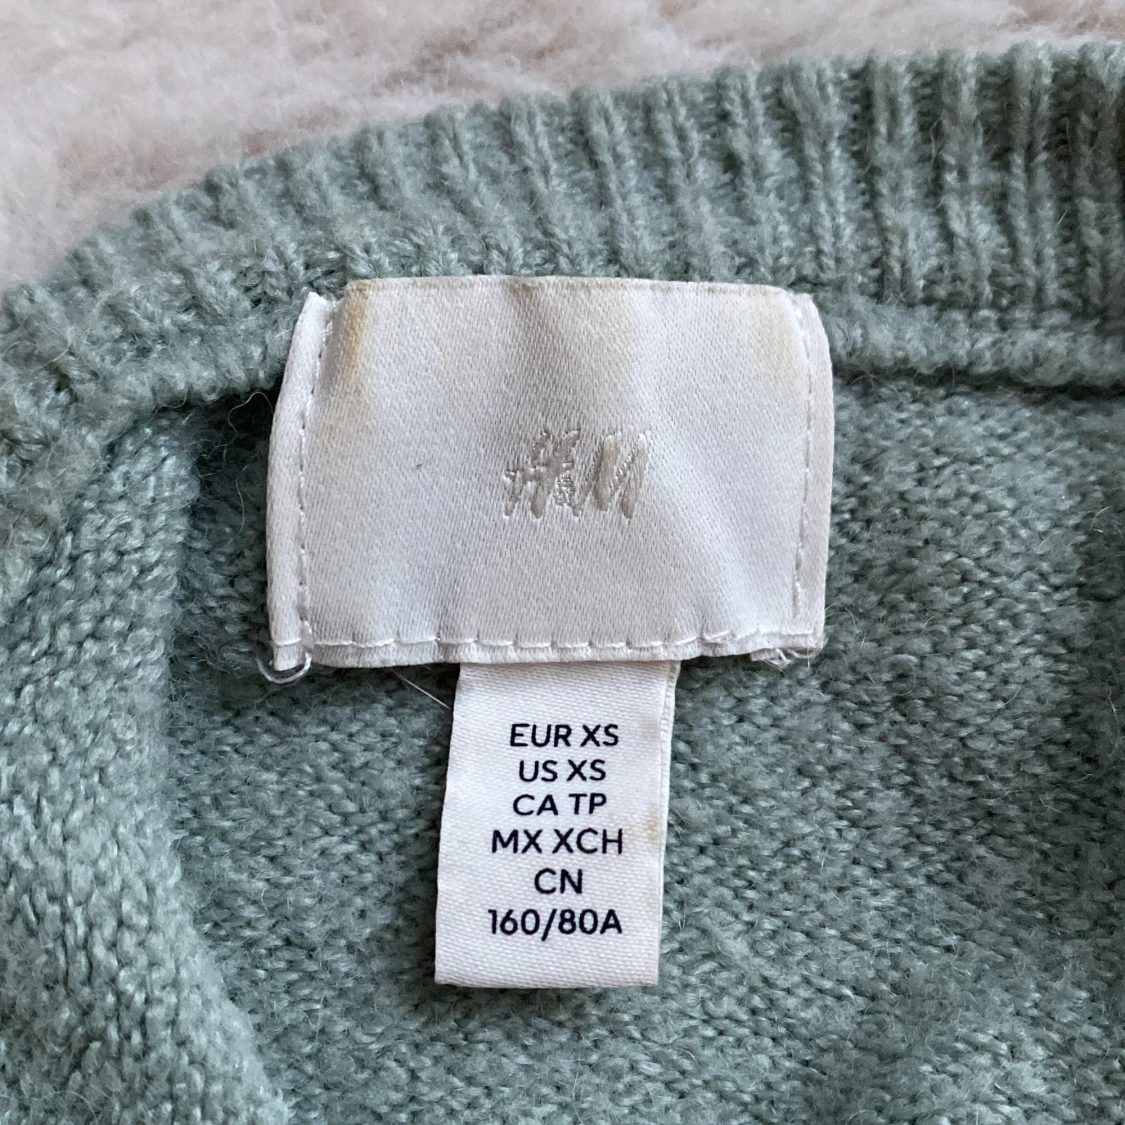 H&M
EUR XS
US XS
CA TP
MX XCH
CN
160/80A